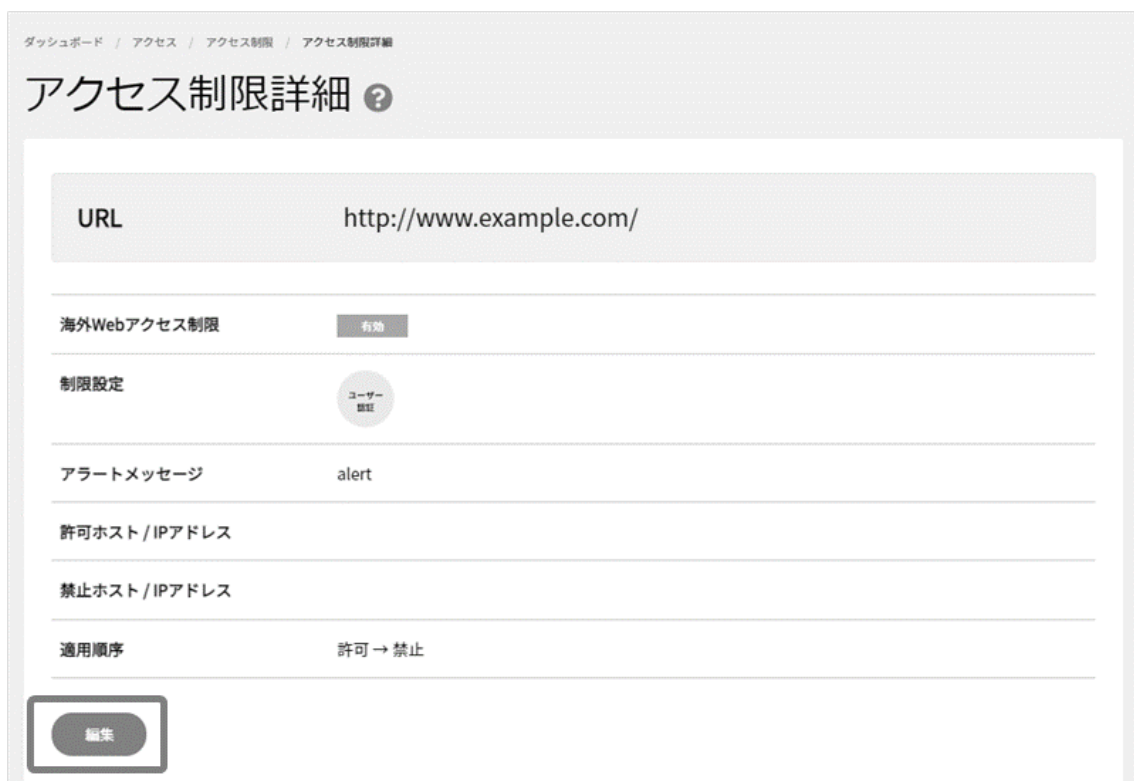 ダッシュボード / アクセス / アクセス制限 / アクセス制限詳細
アクセス制限詳細 ?
URL http://www.example.com/
海外Webアクセス制限 有効
制限設定 ユーザー
認証
アラートメッセージ alert
許可ホスト / IPアドレス
禁止ホスト / IPアドレス
適用順序 許可 → 禁止
編集